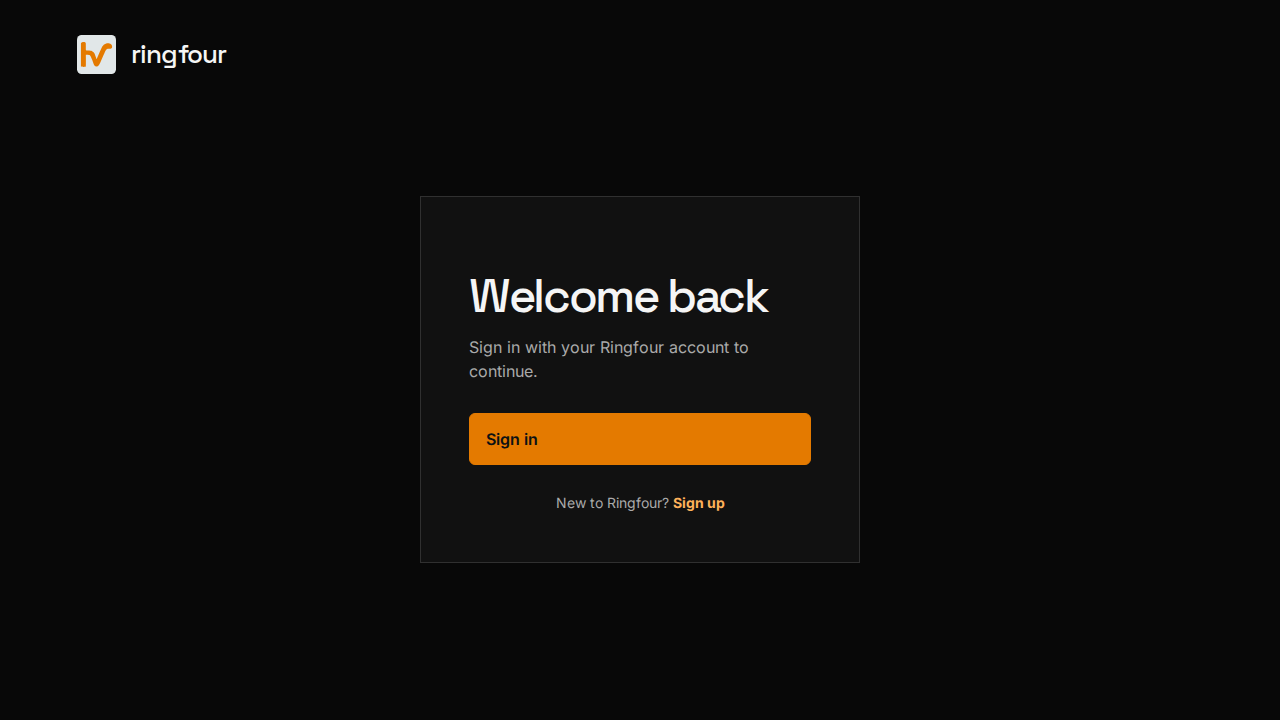 ringfour
Welcome back
Sign in with your Ringfour account to
continue.
Sign in
New to Ringfour? Sign up